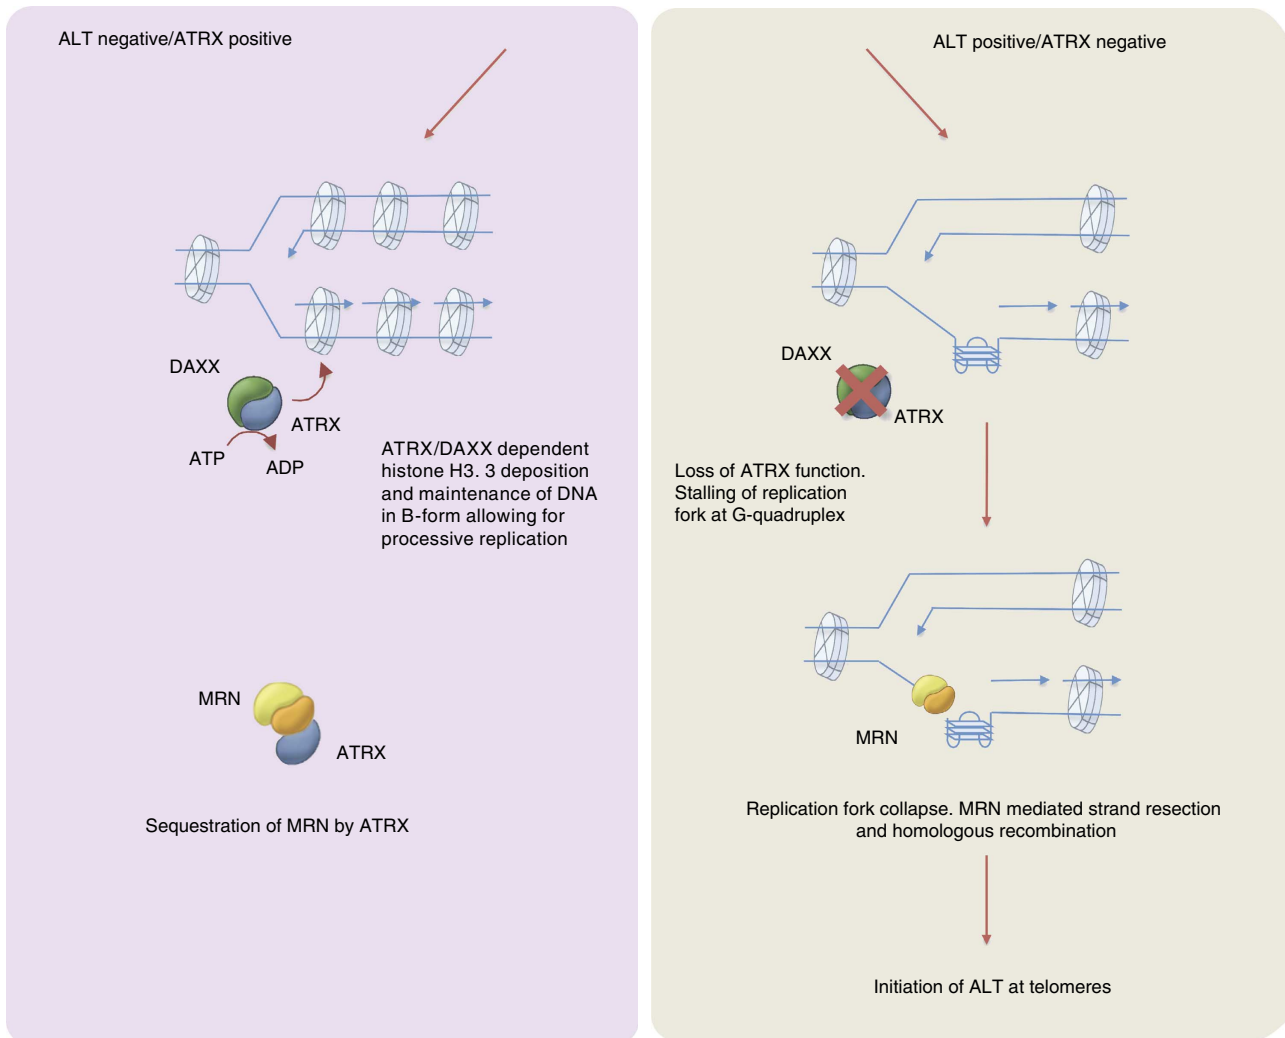 ALT negative/ATRX positive
DAXX
ATRX
ATP
ADP
ATRX/DAXX dependent
histone H3. 3 deposition
and maintenance of DNA
in B-form allowing for
processive replication
MRN
ATRX
Sequestration of MRN by ATRX
ALT positive/ATRX negative
DAXX
ATRX
Loss of ATRX function.
Stalling of replication
fork at G-quadruplex
MRN
Replication fork collapse. MRN mediated strand resection
and homologous recombination
Initiation of ALT at telomeres